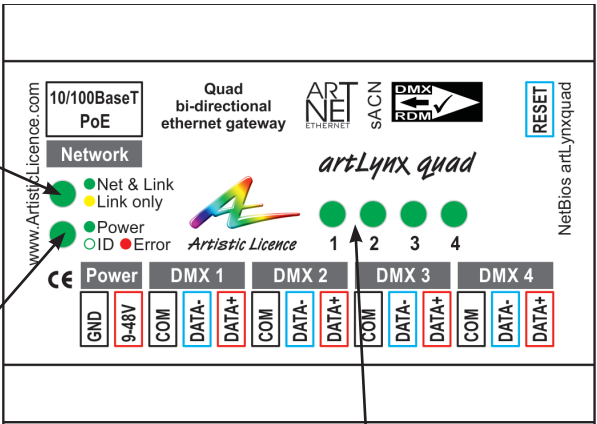 www.ArtisticLicence.com
10/100BaseT
PoE
Quad
bi-directional
ethernet gateway
ART
NET
ETHERNET
sACN
DMX
RDM
RESET
NetBios artLynxquad
Network
artLynx quad
Net & Link
Link only
Power
ID Error
Artistic Licence
1 2 3 4
CE Power DMX 1 DMX 2 DMX 3 DMX 4
GND 9-48V COM DATA- DATA+ COM DATA- DATA+ COM DATA- DATA+ COM DATA- DATA+